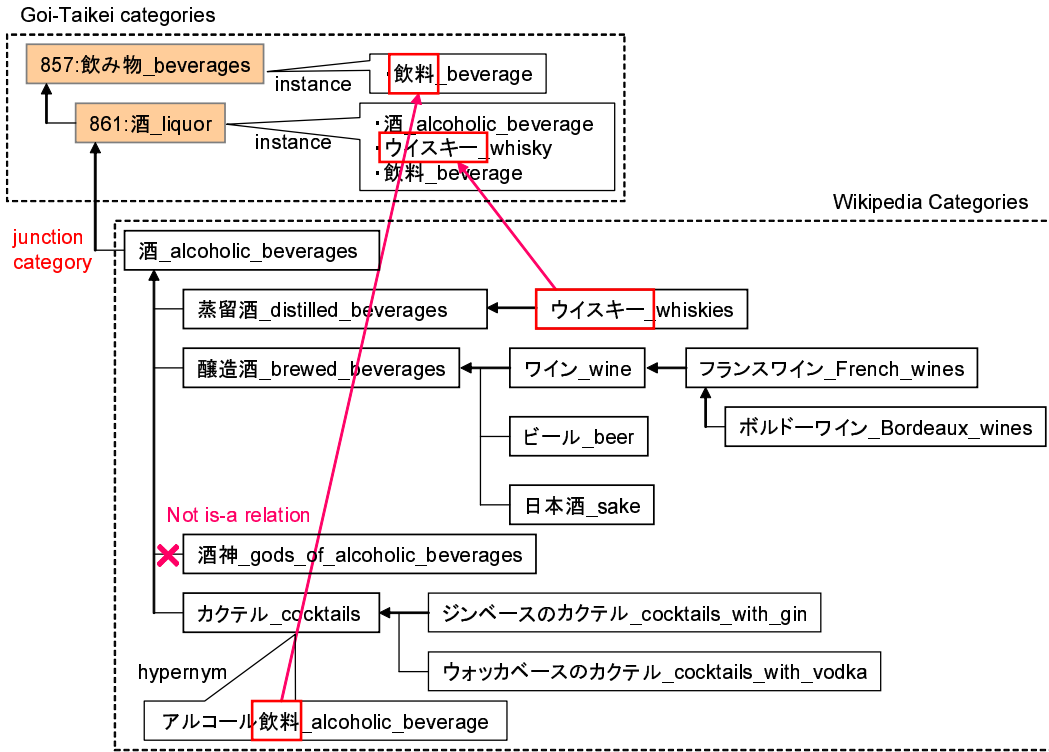 Goi-Taikei categories
857:飲み物_beverages
instance
・飲料_beverage
861:酒_liquor
instance
・酒_alcoholic_beverage
・ウイスキー_whisky
・飲料_beverage
Wikipedia Categories
junction
category
酒_alcoholic_beverages
蒸留酒_distilled_beverages
ウイスキー_whiskies
醸造酒_brewed_beverages
ワイン_wine
フランスワイン_French_wines
ボルドーワイン_Bordeaux_wines
ビール_beer
日本酒_sake
Not is-a relation
酒神_gods_of_alcoholic_beverages
カクテル_cocktails
ジンベースのカクテル_cocktails_with_gin
hypernym
ウォッカベースのカクテル_cocktails_with_vodka
アルコール飲料_alcoholic_beverage